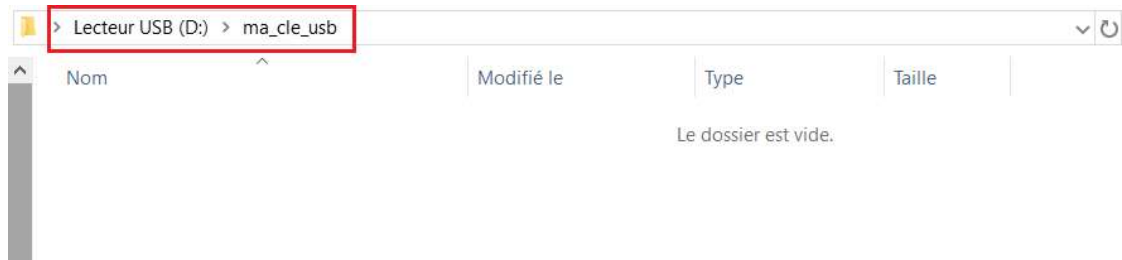 > Lecteur USB (D:) > ma_cle_usb
Nom Modifié le Type Taille
Le dossier est vide.